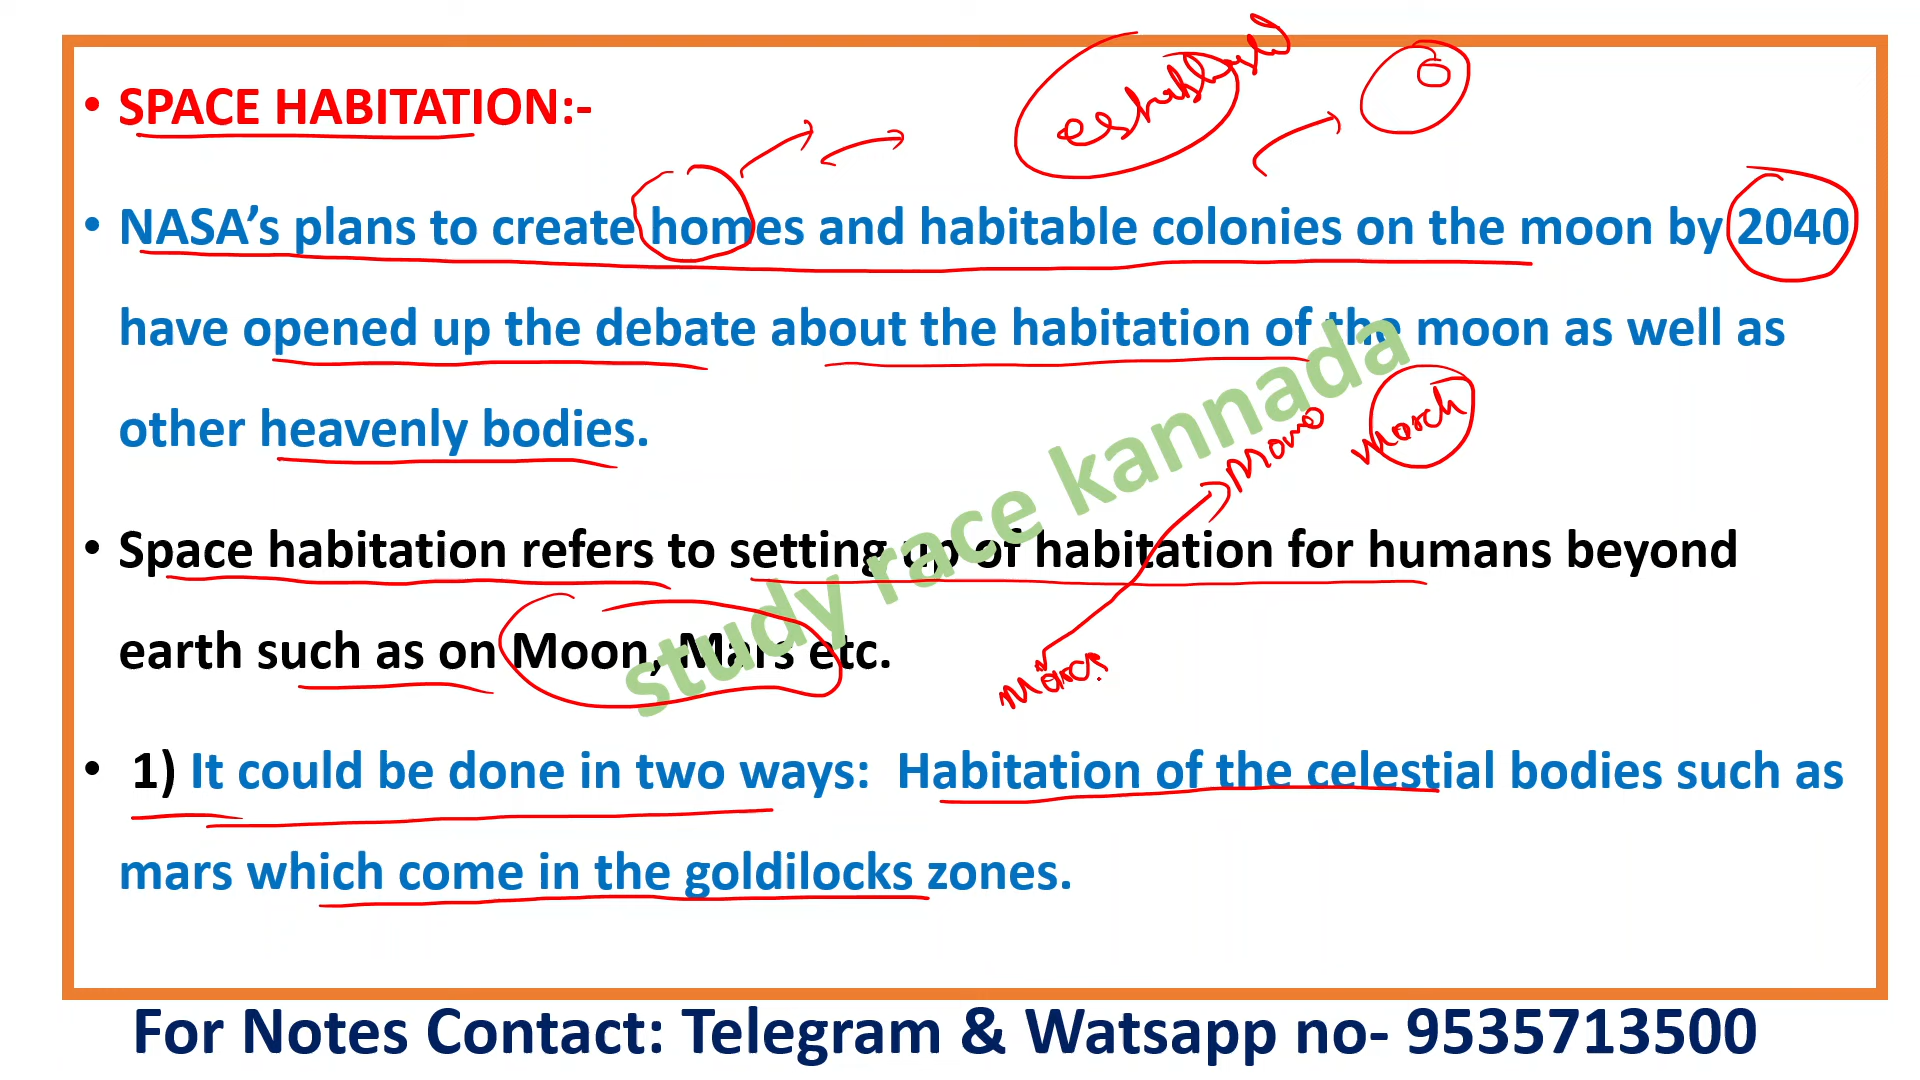 • SPACE HABITATION:-
• NASA’s plans to create homes and habitable colonies on the moon by 2040
have opened up the debate about the habitation of the moon as well as
other heavenly bodies.
• Space habitation refers to setting up of habitation for humans beyond
earth such as on Moon, Mars etc.
• 1) It could be done in two ways: Habitation of the celestial bodies such as
mars which come in the goldilocks zones.
study race kannada
For Notes Contact: Telegram & Watsapp no- 9535713500